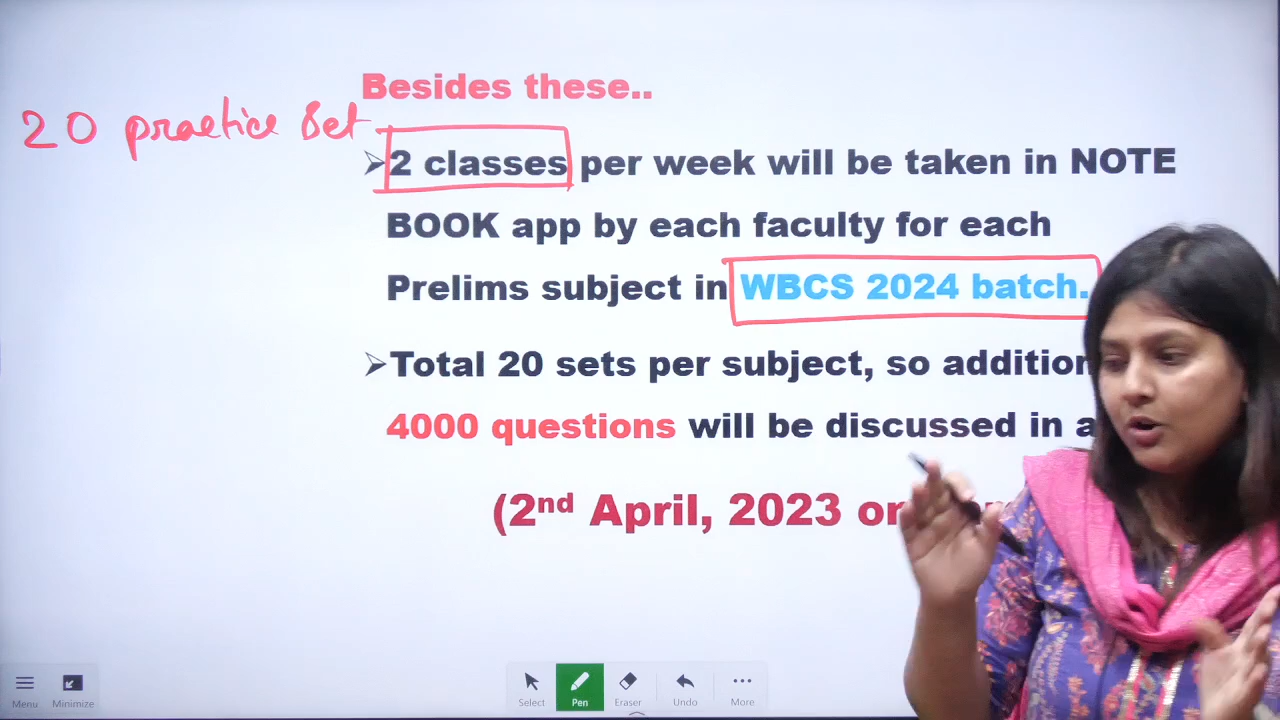 Besides these..
20 practice Set
➤2 classes per week will be taken in NOTE
BOOK app by each faculty for each
Prelims subject in WBCS 2024 batch.
➤Total 20 sets per subject, so addition
4000 questions will be discussed in a
(2nd April, 2023 or
Menu
Minimize
Select
Pen
Eraser
Undo
More